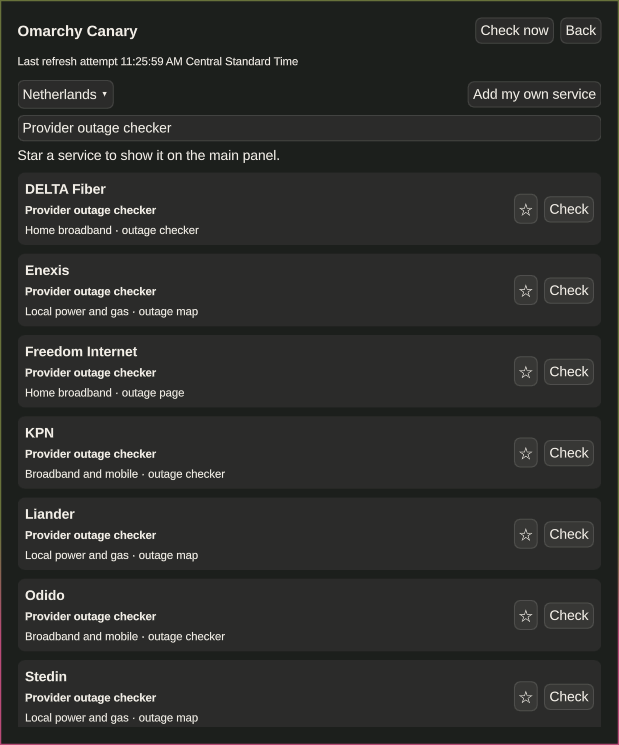 Omarchy Canary
Check now
Back
Last refresh attempt 11:25:59 AM Central Standard Time
Netherlands ▾
Add my own service
Provider outage checker
Star a service to show it on the main panel.
DELTA Fiber
Provider outage checker
Home broadband · outage checker
☆ Check
Enexis
Provider outage checker
Local power and gas · outage map
☆ Check
Freedom Internet
Provider outage checker
Home broadband · outage page
☆ Check
KPN
Provider outage checker
Broadband and mobile · outage checker
☆ Check
Liander
Provider outage checker
Local power and gas · outage map
☆ Check
Odido
Provider outage checker
Broadband and mobile · outage checker
☆ Check
Stedin
Provider outage checker
Local power and gas · outage map
☆ Check